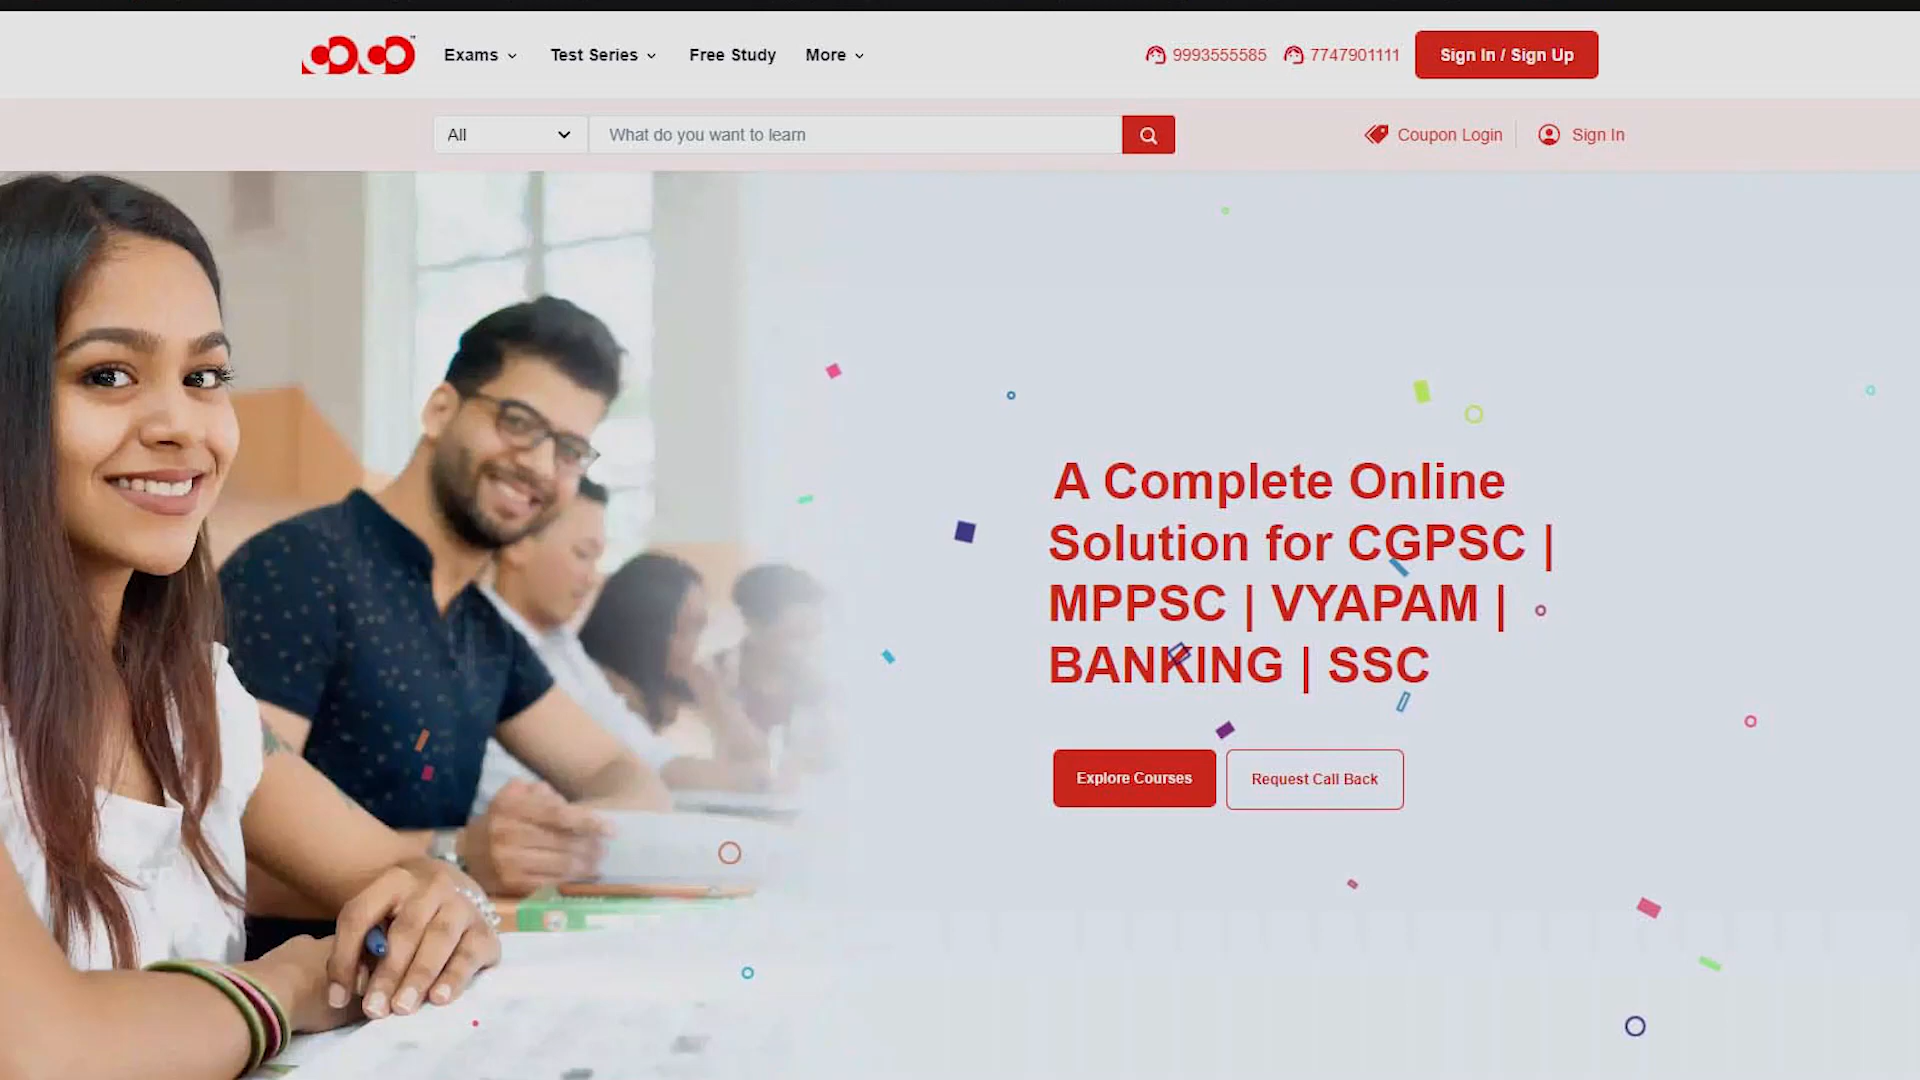 Exams
Test Series
Free Study
More
9993555585
7747901111
Sign In / Sign Up
All
What do you want to learn
Coupon Login
Sign In
A Complete Online
Solution for CGPSC |
MPPSC | VYAPAM |
BANKING | SSC
Explore Courses
Request Call Back